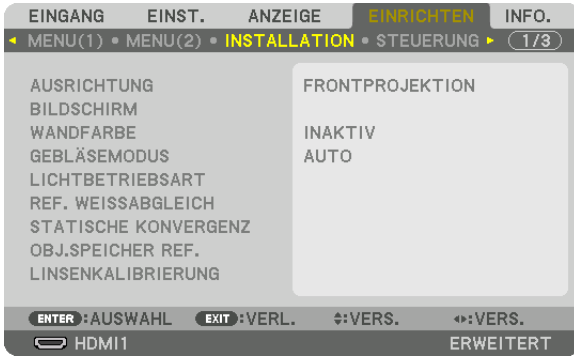 EINGANG EINST. ANZEIGE EINRICHTEN INFO.
MENU(1) • MENU(2) • INSTALLATION • STEUERUNG 1/3
AUSRICHTUNG FRONTPROJEKTION
BILDSCHIRM
WANDFARBE INAKTIV
GEBLÄSEMODUS AUTO
LICHTBETRIEBSART
REF. WEISSABGLEICH
STATISCHE KONVERGENZ
OBJ.SPEICHER REF.
LINSENKALIBRIERUNG
ENTER :AUSWAHL EXIT :VERL. :VERS. :VERS.
HDMI1 ERWEITERT